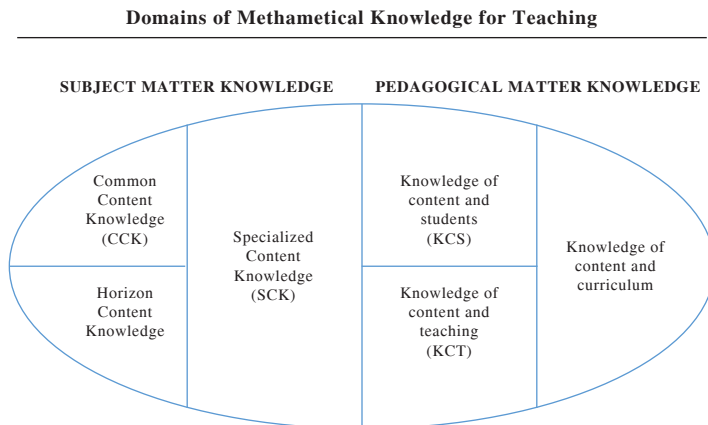 Domains of Methametical Knowledge for Teaching
SUBJECT MATTER KNOWLEDGE
PEDAGOGICAL MATTER KNOWLEDGE
Common
Content
Knowledge
(CCK)
Horizon
Content
Knowledge
Specialized
Content
Knowledge
(SCK)
Knowledge of
content and
students
(KCS)
Knowledge of
content and
teaching
(KCT)
Knowledge of
content and
curriculum